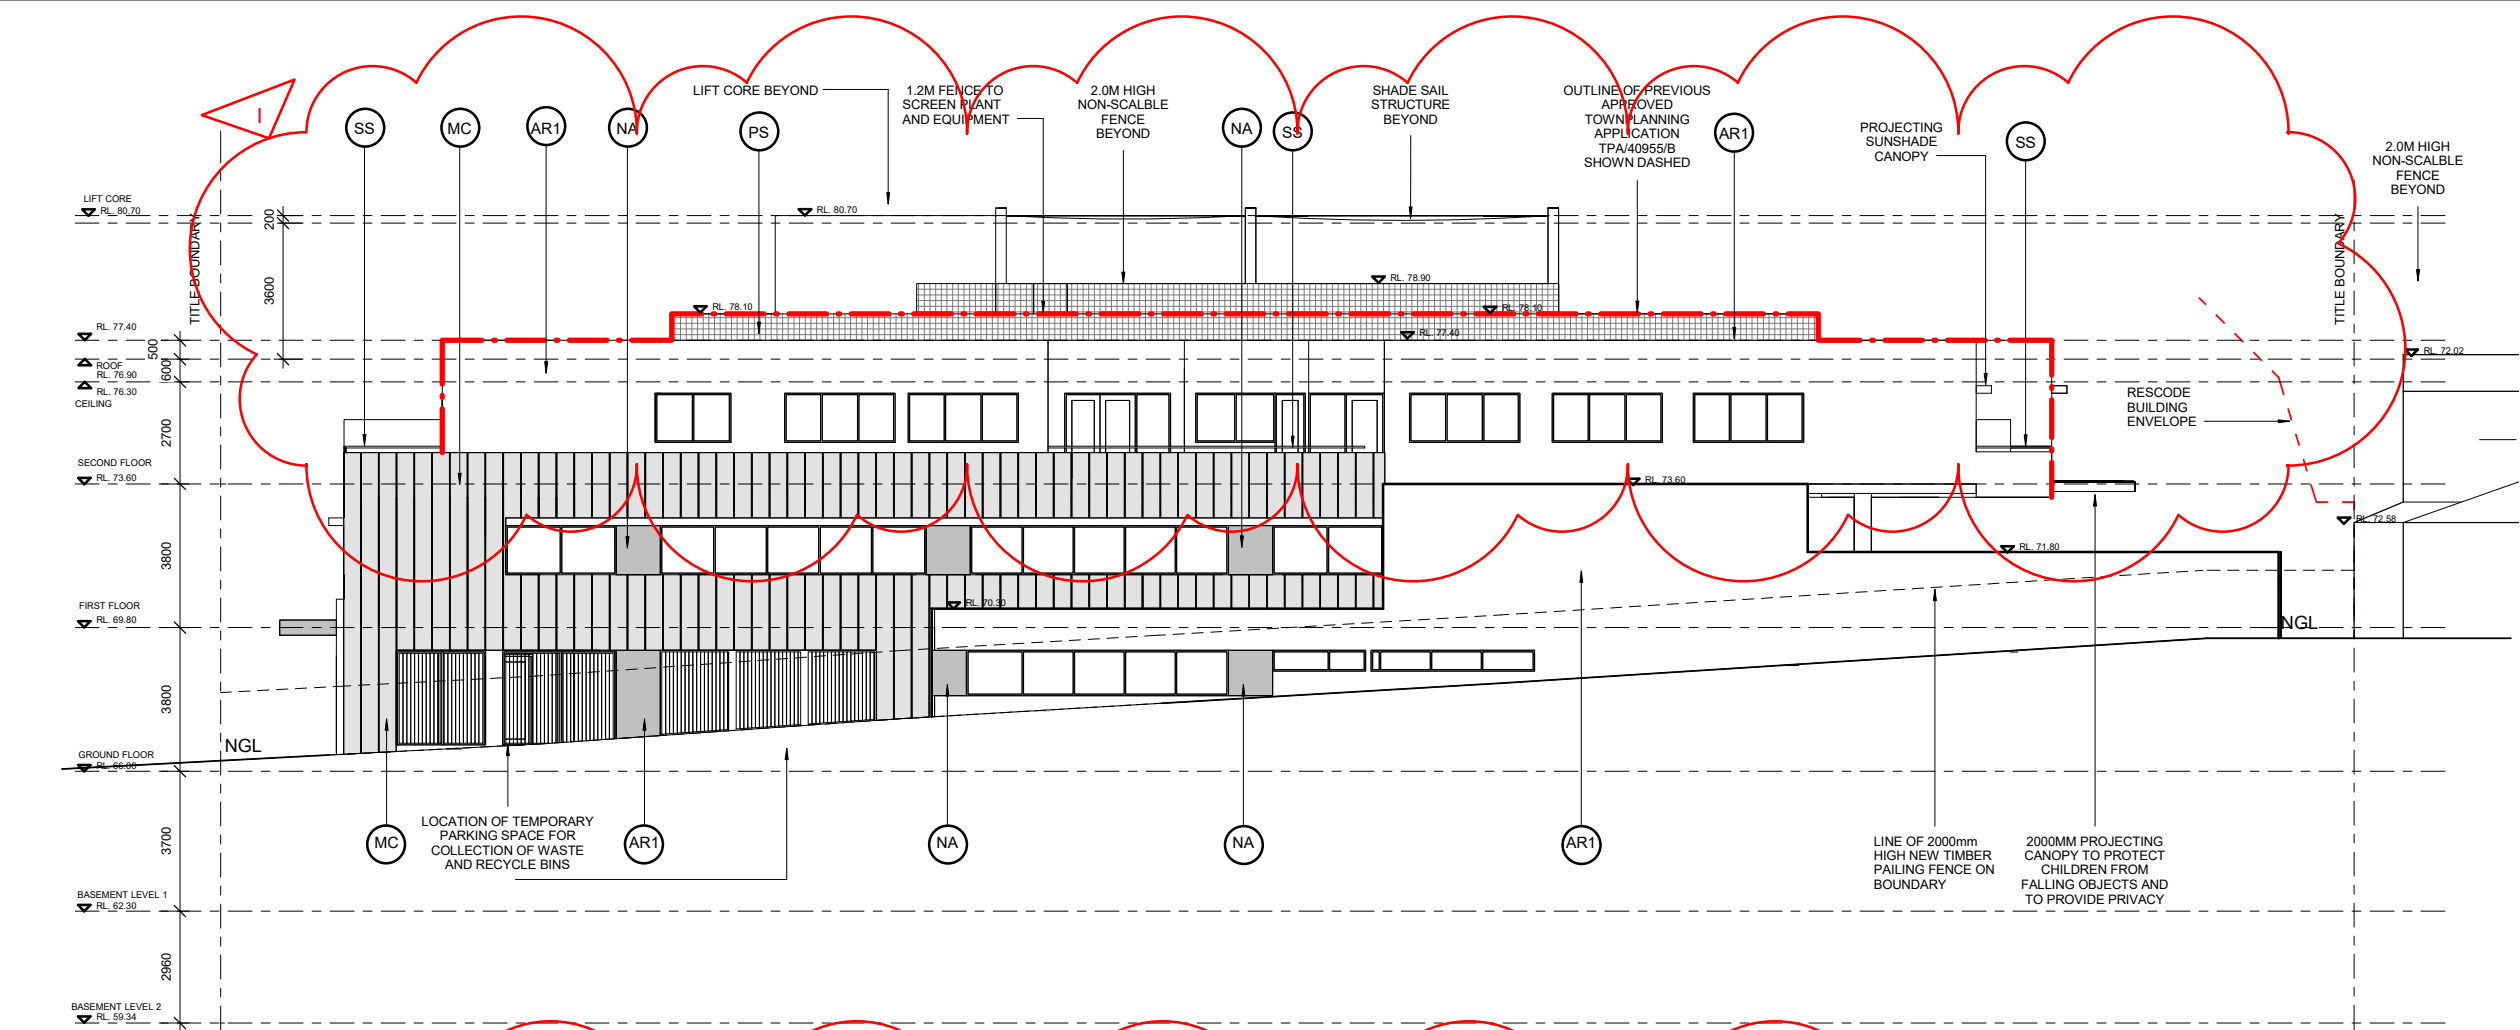 LIFT CORE BEYOND
1.2M FENCE TO
SCREEN PLANT
AND EQUIPMENT
2.0M HIGH
NON-SCALBLE
FENCE
BEYOND
SHADE SAIL
STRUCTURE
BEYOND
OUTLINE OF PREVIOUS
APPROVED
TOWN PLANNING
APPLICATION
TPA/40955/B
SHOWN DASHED
PROJECTING
SUNSHADE
CANOPY
2.0M HIGH
NON-SCALBLE
FENCE
BEYOND
I
SS
MC
AR1
NA
PS
NA
SS
AR1
SS
LIFT CORE
RL. 80.70
RL. 80.70
200
3600
TITLE BOUNDARY
TITLE BOUNDARY
RL. 78.90
RL. 78.10
RL. 78.10
RL. 77.40
RL. 77.40
500
600
ROOF
RL. 76.90
RL. 76.30
CEILING
RL. 72.02
RESCODE
BUILDING
ENVELOPE
2700
SECOND FLOOR
RL. 73.60
RL. 73.60
RL. 72.58
RL. 71.80
3800
FIRST FLOOR
RL. 69.80
RL. 70.30
NGL
3800
NGL
GROUND FLOOR
RL. 66.00
MC
LOCATION OF TEMPORARY
PARKING SPACE FOR
COLLECTION OF WASTE
AND RECYCLE BINS
AR1
NA
NA
AR1
LINE OF 2000mm
HIGH NEW TIMBER
PAILING FENCE ON
BOUNDARY
2000MM PROJECTING
CANOPY TO PROTECT
CHILDREN FROM
FALLING OBJECTS AND
TO PROVIDE PRIVACY
3700
BASEMENT LEVEL 1
RL. 62.30
2960
BASEMENT LEVEL 2
RL. 59.34